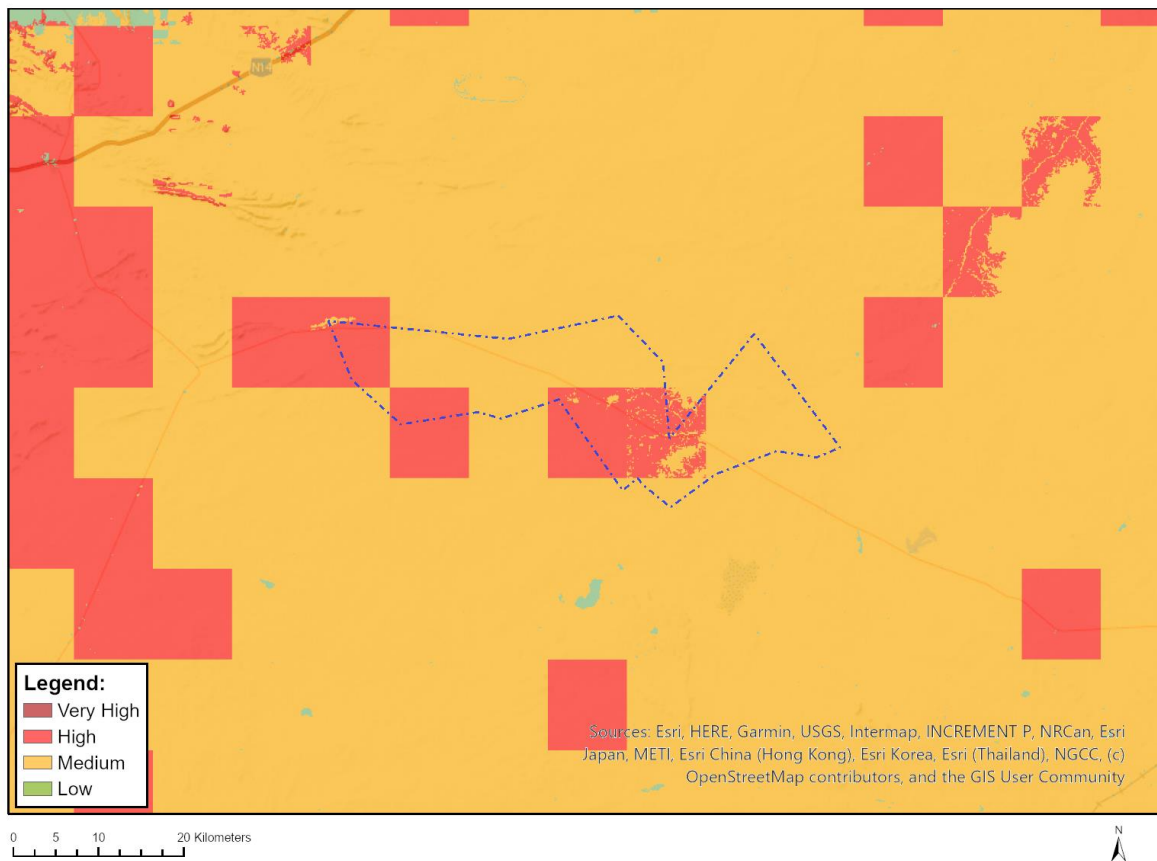 N14
Legend:
Very High
High
Medium
Low
Sources: Esri, HERE, Garmin, USGS, Intermap, INCREMENT P, NRCan, Esri
Japan, METI, Esri China (Hong Kong), Esri Korea, Esri (Thailand), NGCC, (c)
OpenStreetMap contributors, and the GIS User Community
0 5 10 20 Kilometers
N